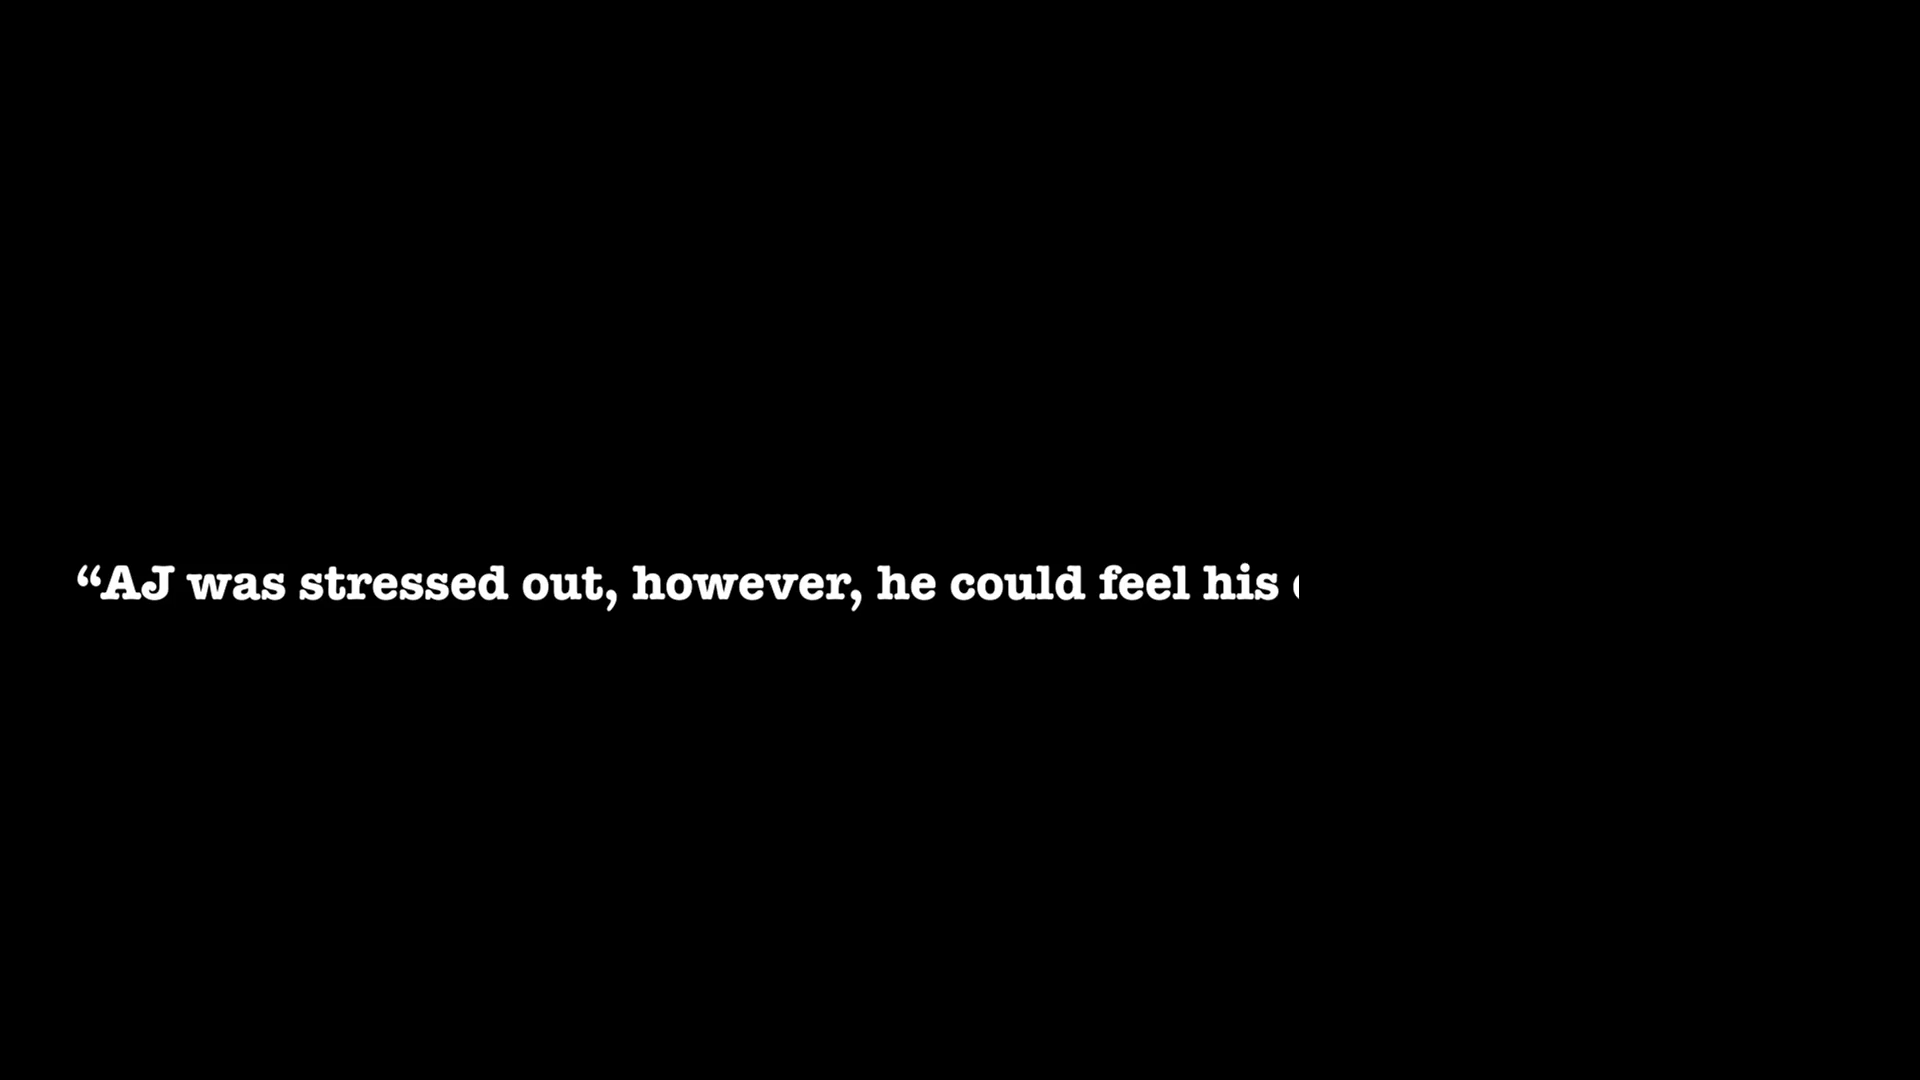 “AJ was stressed out, however, he could feel his